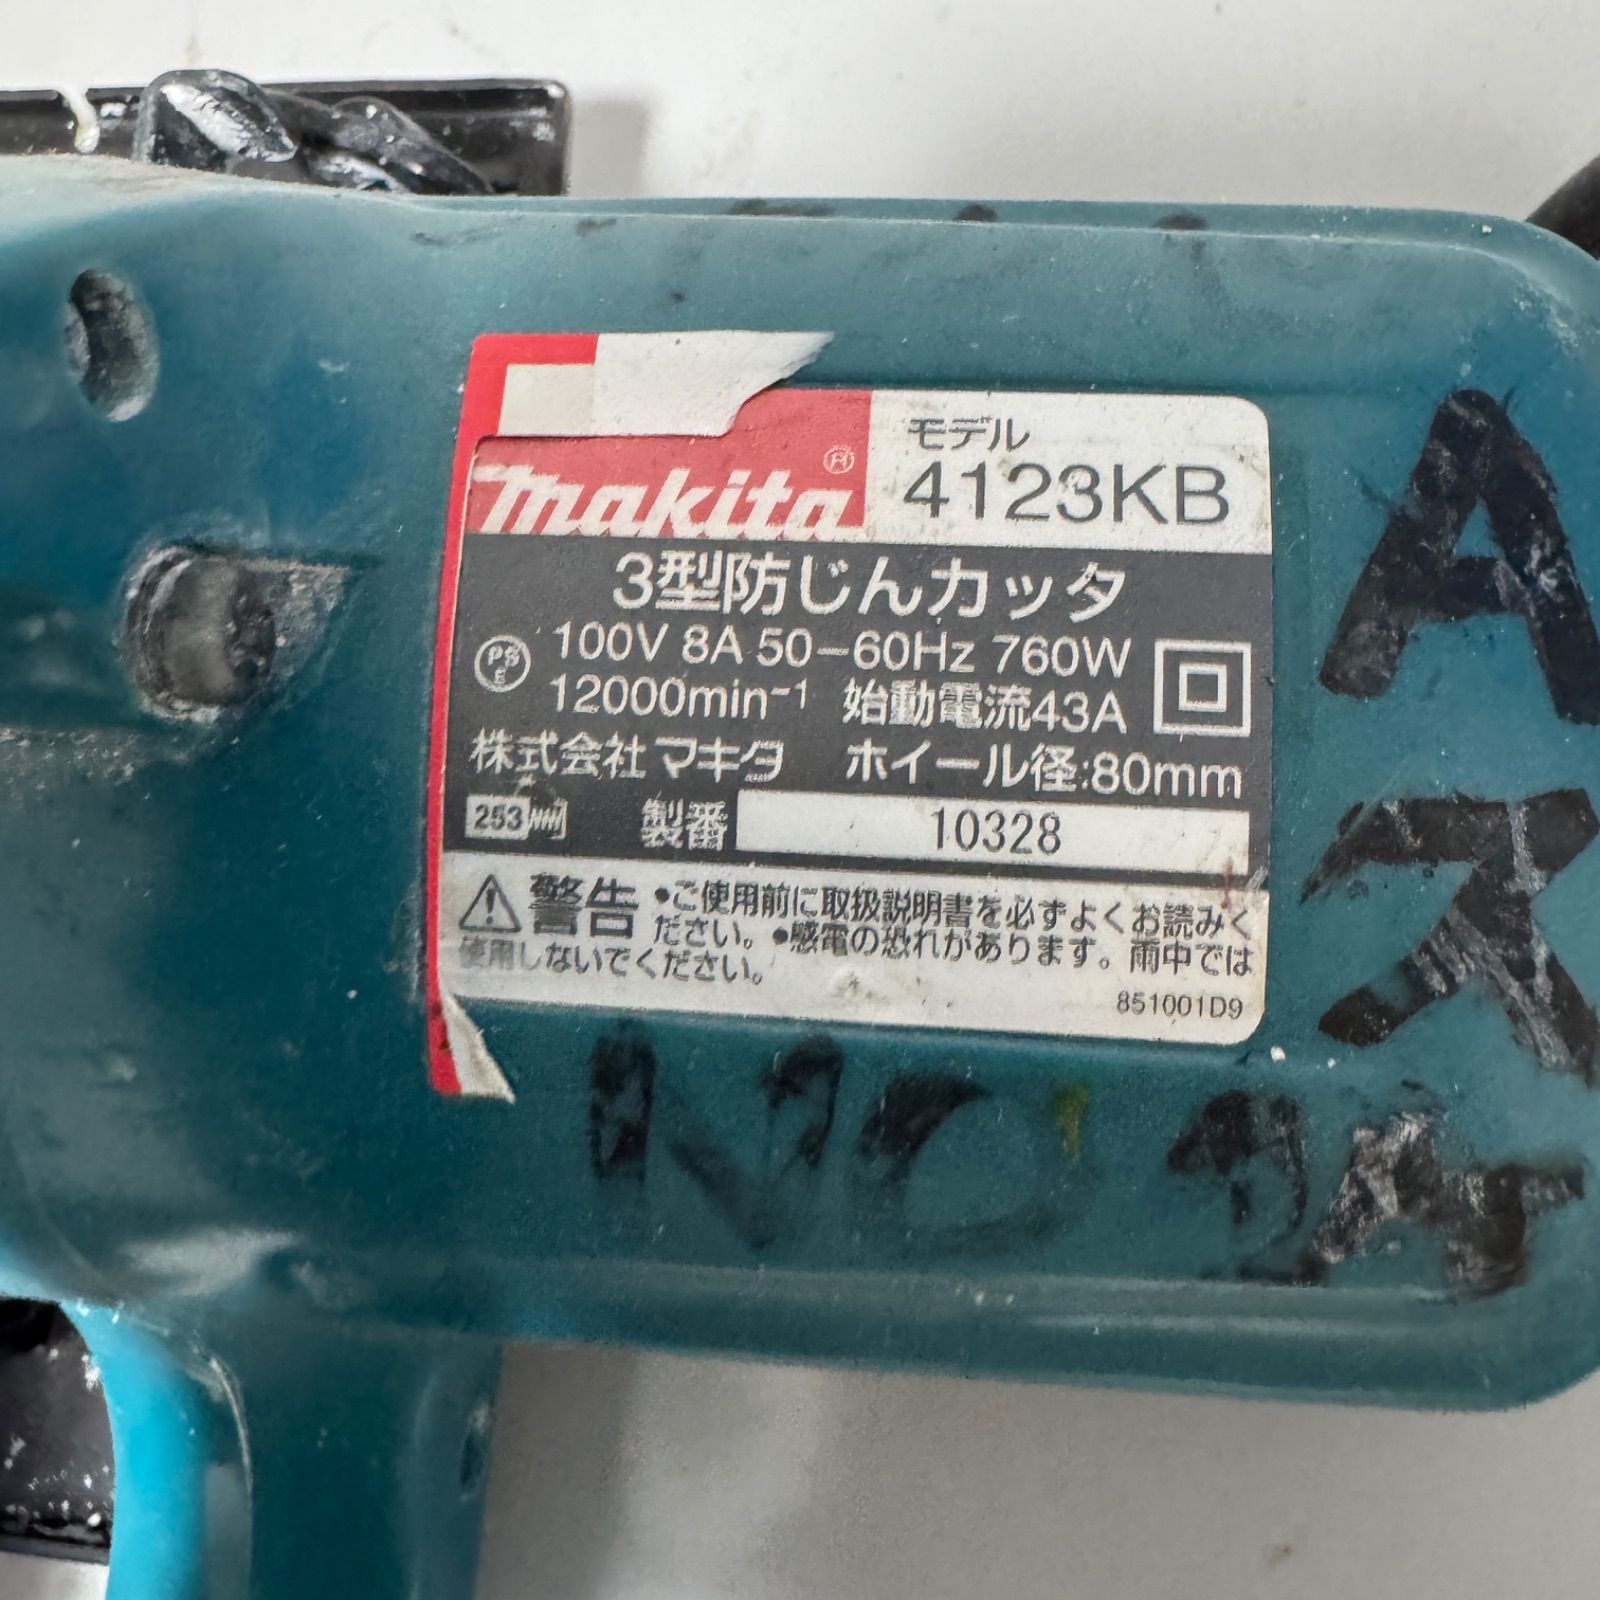 makita
モデル
4123KB
3型防じんカッタ
PSE 100V 8A 50-60Hz 760W
12000min⁻¹ 始動電流43A
株式会社マキタ ホイール径:80mm
253 製番 10328
警告 •ご使用前に取扱説明書を必ずよくお読みく
ださい。•感電の恐れがあります。雨中では
使用しないでください。
851001D9
A
ス
NO